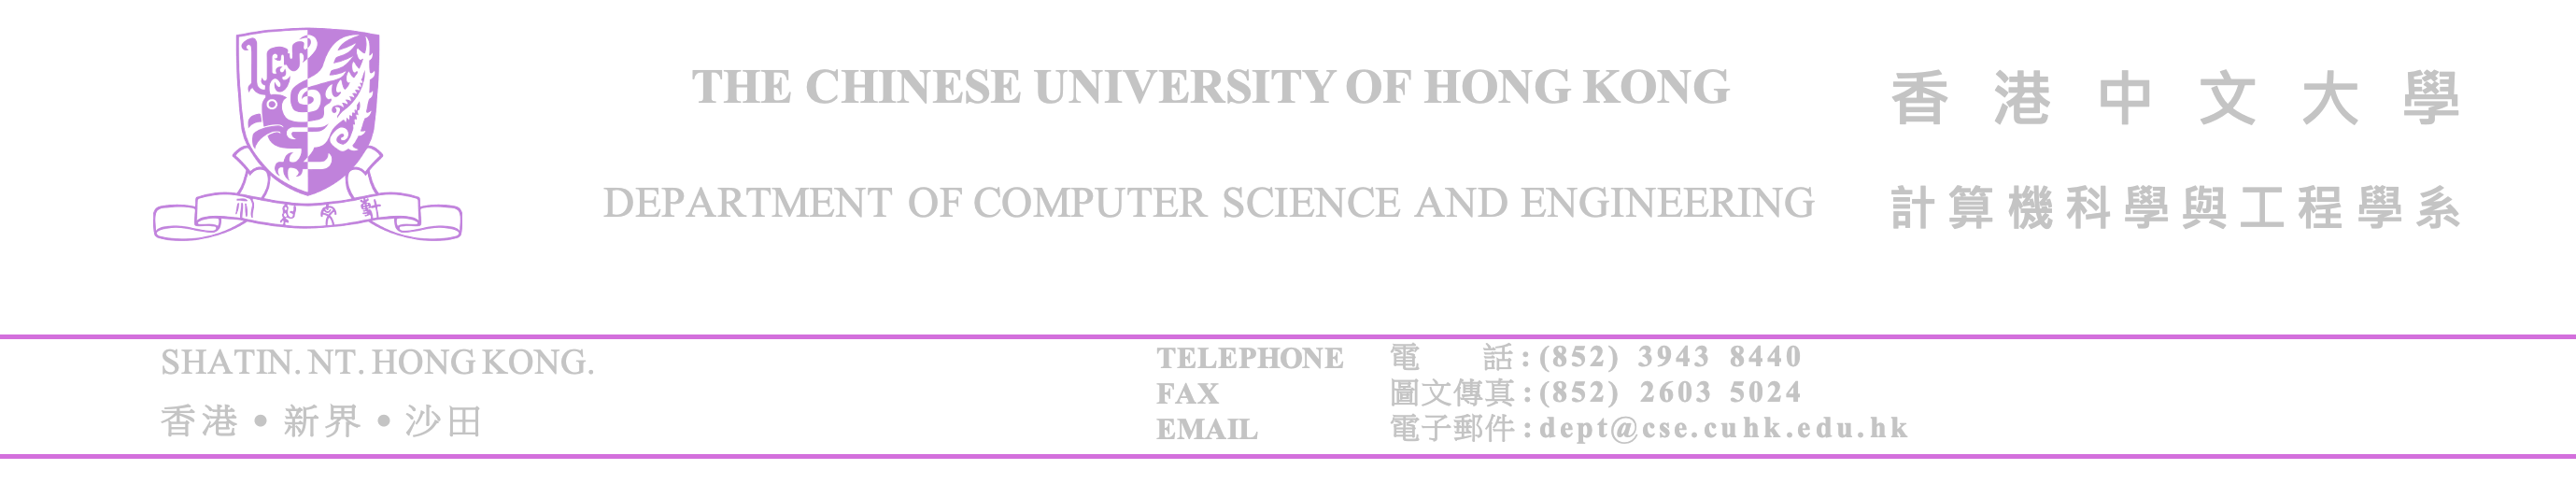 THE CHINESE UNIVERSITY OF HONG KONG 香港中文大學
DEPARTMENT OF COMPUTER SCIENCE AND ENGINEERING 計算機科學與工程學系
SHATIN. NT. HONG KONG.
香港•新界•沙田
TELEPHONE 電 話:(852) 3943 8440
FAX 圖文傳真:(852) 2603 5024
EMAIL 電子郵件:dept@cse.cuhk.edu.hk